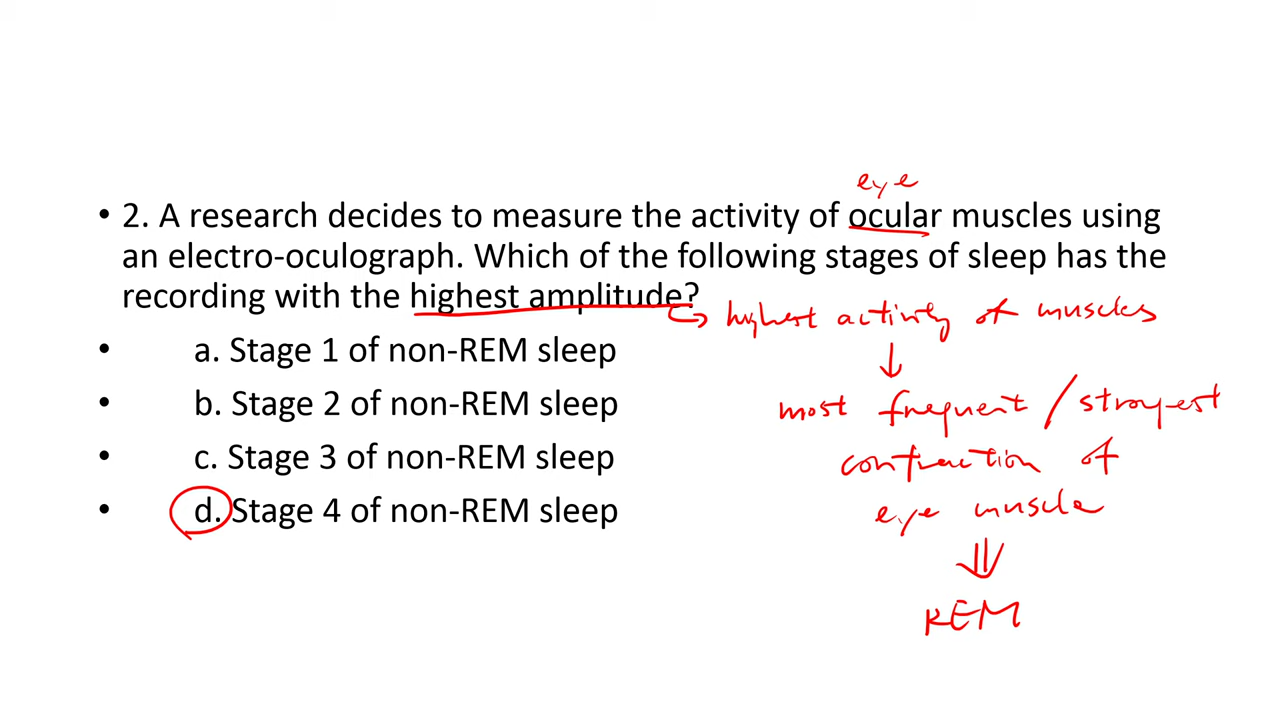 eye
• 2. A research decides to measure the activity of ocular muscles using
an electro-oculograph. Which of the following stages of sleep has the
recording with the highest amplitude?
highest activity of muscles
• a. Stage 1 of non-REM sleep
most frequent / strongest
• b. Stage 2 of non-REM sleep
contraction of
• c. Stage 3 of non-REM sleep
eye muscle
• d. Stage 4 of non-REM sleep
REM